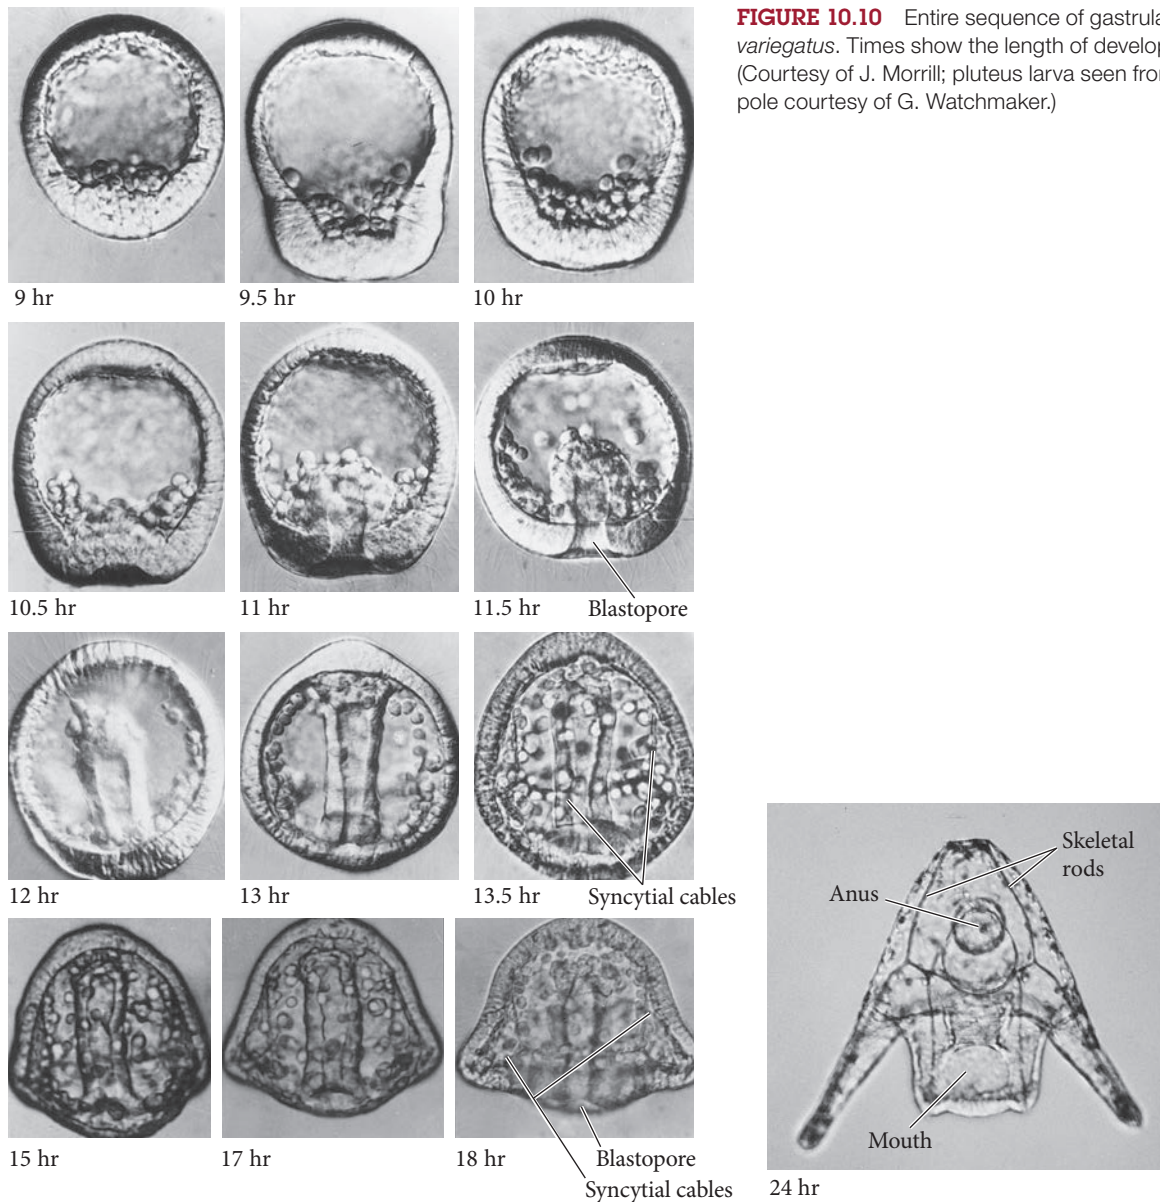 FIGURE 10.10 Entire sequence of gastrula
variegatus. Times show the length of develop
(Courtesy of J. Morrill; pluteus larva seen from
pole courtesy of G. Watchmaker.)
9 hr
9.5 hr
10 hr
10.5 hr
11 hr
11.5 hr
Blastopore
12 hr
13 hr
13.5 hr
Syncytial cables
15 hr
17 hr
18 hr
Blastopore
Syncytial cables
Skeletal
rods
Anus
Mouth
24 hr